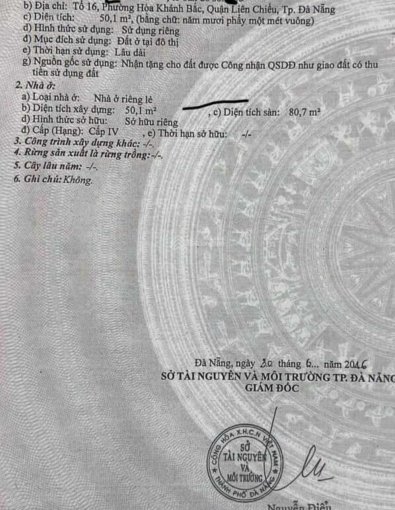 b) Địa chỉ: Tổ 16, Phường Hòa Khánh Bắc, Quận Liên Chiểu, Tp. Đà Nẵng
c) Diện tích: 50,1 m², (bằng chữ: năm mươi phẩy một mét vuông)
d) Hình thức sử dụng: Sử dụng riêng
đ) Mục đích sử dụng: Đất ở tại đô thị
e) Thời hạn sử dụng: Lâu dài
g) Nguồn gốc sử dụng: Nhận tặng cho đất được Công nhận QSDĐ như giao đất có thu
tiền sử dụng đất
2. Nhà ở:
a) Loại nhà ở: Nhà ở riêng lẻ
b) Diện tích xây dựng: 50,1 m² , c) Diện tích sàn: 80,7 m²
d) Hình thức sở hữu: Sở hữu riêng
đ) Cấp (Hạng): Cấp IV , e) Thời hạn sở hữu: -/-
3. Công trình xây dựng khác: -/-
4. Rừng sản xuất là rừng trồng: -/-
5. Cây lâu năm: -/-
6. Ghi chú: Không.
Đà Nẵng, ngày 30 tháng 6... năm 2016
SỞ TÀI NGUYÊN VÀ MÔI TRƯỜNG TP. ĐÀ NẴNG
GIÁM ĐỐC
CỘNG HÒA X.H.C.N VIỆT NAM
SỞ
TÀI NGUYÊN
VÀ
MÔI TRƯỜNG
THÀNH PHỐ ĐÀ NẴNG
Nguyễn Điểu